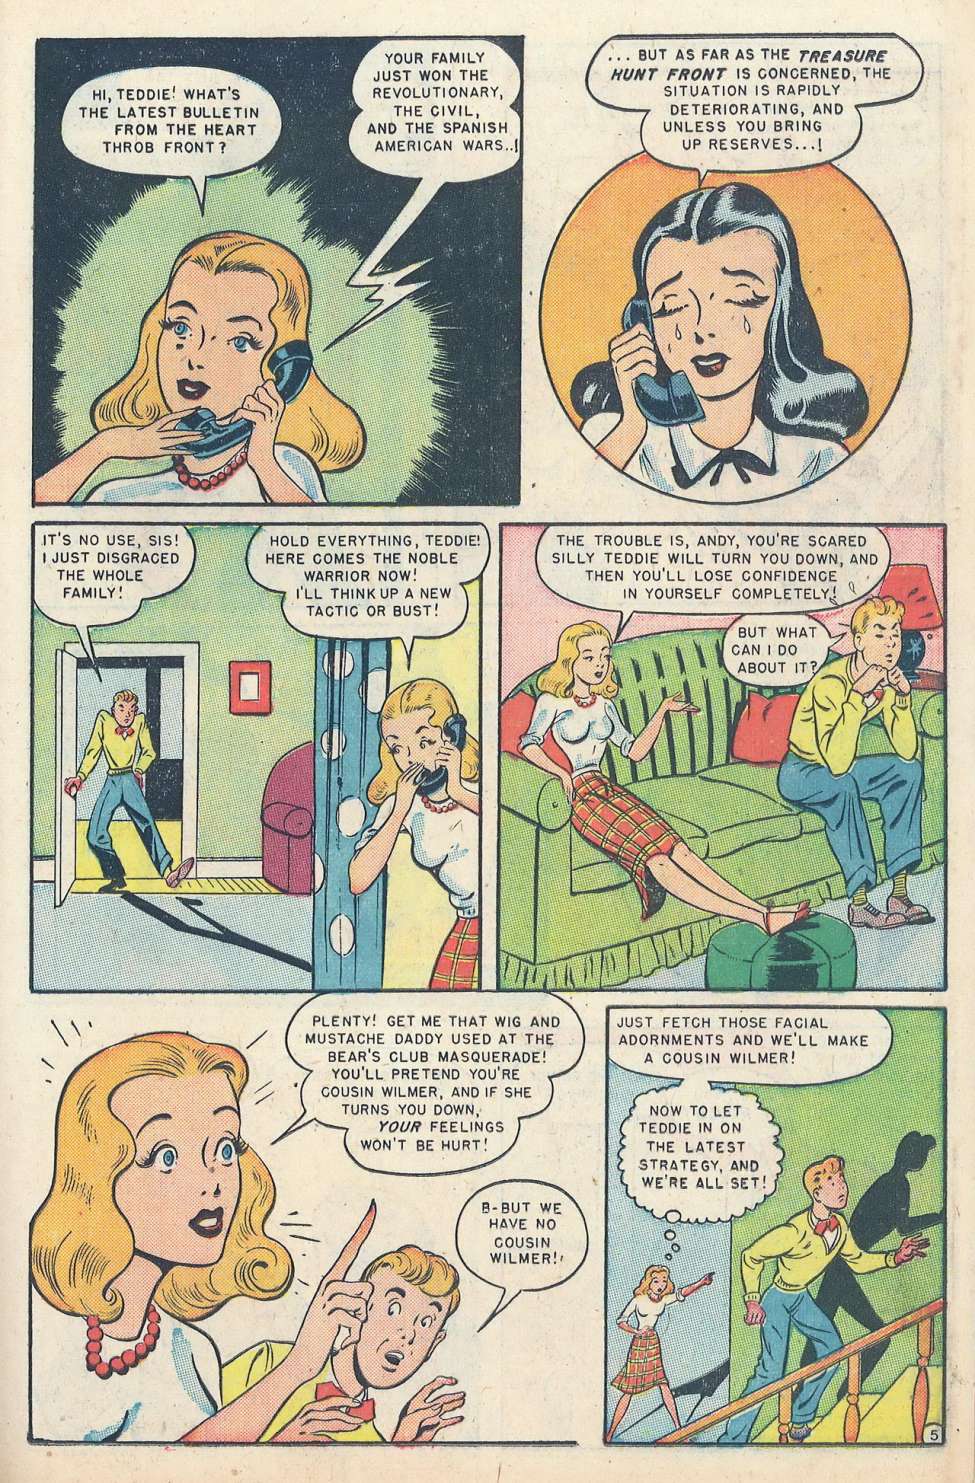 HI, TEDDIE! WHAT'S
THE LATEST BULLETIN
FROM THE HEART
THROB FRONT?
YOUR FAMILY
JUST WON THE
REVOLUTIONARY,
THE CIVIL,
AND THE SPANISH
AMERICAN WARS..!
... BUT AS FAR AS THE TREASURE
HUNT FRONT IS CONCERNED, THE
SITUATION IS RAPIDLY
DETERIORATING, AND
UNLESS YOU BRING
UP RESERVES...!
IT'S NO USE, SIS!
I JUST DISGRACED
THE WHOLE
FAMILY!
HOLD EVERYTHING, TEDDIE!
HERE COMES THE NOBLE
WARRIOR NOW!
I'LL THINK UP A NEW
TACTIC OR BUST!
THE TROUBLE IS, ANDY, YOU'RE SCARED
SILLY TEDDIE WILL TURN YOU DOWN, AND
THEN YOU'LL LOSE CONFIDENCE
IN YOURSELF COMPLETELY!
BUT WHAT
CAN I DO
ABOUT IT?
PLENTY! GET ME THAT WIG AND
MUSTACHE DADDY USED AT THE
BEAR'S CLUB MASQUERADE!
YOU'LL PRETEND YOU'RE
COUSIN WILMER, AND IF SHE
TURNS YOU DOWN,
YOUR FEELINGS
WON'T BE HURT!
B-BUT WE
HAVE NO
COUSIN
WILMER!
JUST FETCH THOSE FACIAL
ADORNMENTS AND WE'LL MAKE
A COUSIN WILMER!
NOW TO LET
TEDDIE IN ON
THE LATEST
STRATEGY, AND
WE'RE ALL SET!
5